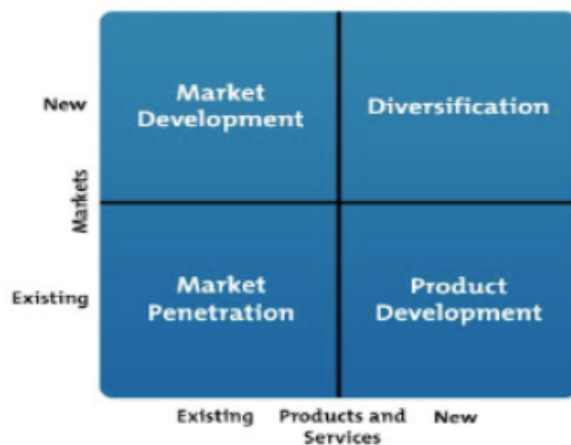 New
Market
Development
Diversification
Markets
Existing
Market
Penetration
Product
Development
Existing
Products and
Services
New